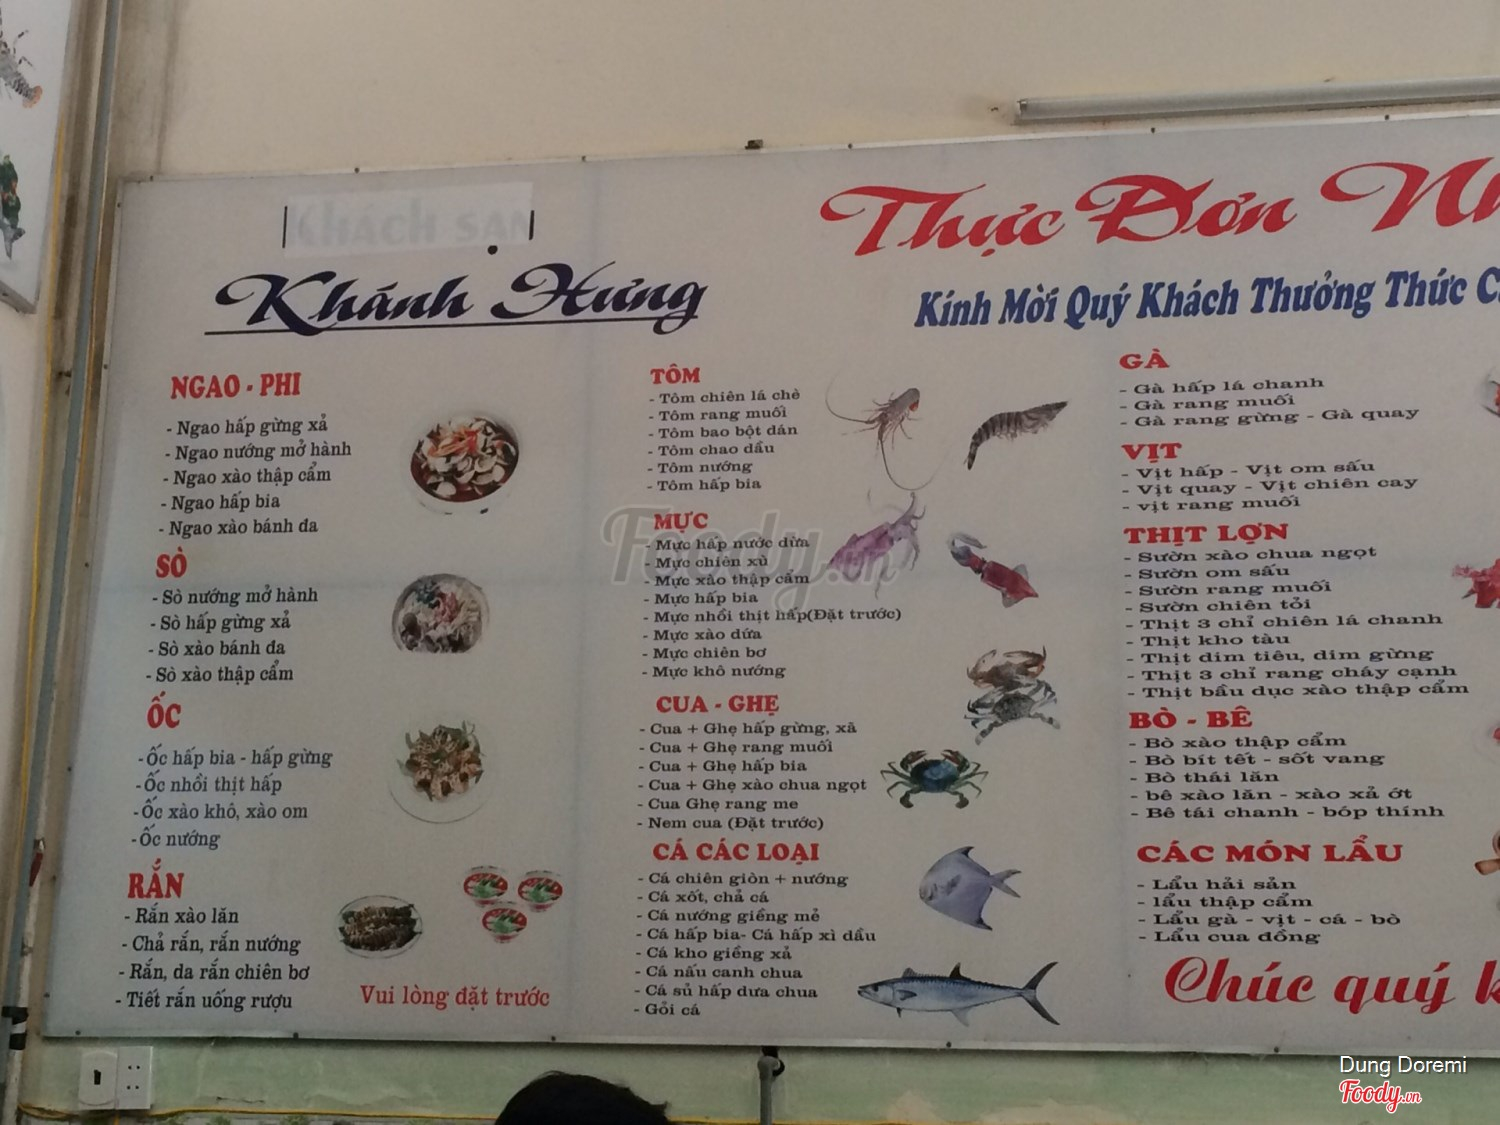 Khách sạn
Khánh Hưng
Thực Đơn
Kính Mời Quý Khách Thưởng Thức
NGAO - PHI
- Ngao hấp gừng xả
- Ngao nướng mở hành
- Ngao xào thập cẩm
- Ngao hấp bia
- Ngao xào bánh đa
SÒ
- Sò nướng mở hành
- Sò hấp gừng xả
- Sò xào bánh đa
- Sò xào thập cẩm
ỐC
-Ốc hấp bia - hấp gừng
-Ốc nhồi thịt hấp
-Ốc xào khó, xào om
-Ốc nướng
RẮN
- Rắn xào lăn
- Chả rắn, rắn nướng
- Rắn, da rắn chiên bơ
- Tiết rắn uống rượu
Vui lòng đặt trước
TÔM
- Tôm chiên lá chè
- Tôm rang muối
- Tôm bao bột dán
- Tôm chao dầu
- Tôm nướng
- Tôm hấp bia
MỰC
- Mực hấp nước dừa
- Mực chiên xù
- Mực xào thập cẩm
- Mực hấp bia
- Mực nhồi thịt hấp(Đặt trước)
- Mực xào dứa
- Mực chiên bơ
- Mực khô nướng
CUA - GHẸ
- Cua + Ghẹ hấp gừng, xả
- Cua + Ghẹ rang muối
- Cua + Ghẹ hấp bia
- Cua + Ghẹ xào chua ngọt
- Cua Ghẹ rang me
- Nem cua (Đặt trước)
CÁ CÁC LOẠI
- Cá chiên giòn + nướng
- Cá xốt, chả cá
- Cá nướng giềng mẻ
- Cá hấp bia- Cá hấp xì dầu
- Cá kho giềng xả
- Cá nấu canh chua
- Cá sủ hấp dưa chua
- Gỏi cá
GÀ
- Gà hấp lá chanh
- Gà rang muối
- Gà rang gừng - Gà quay
VỊT
- Vịt hấp - Vịt om sấu
- Vịt quay - Vịt chiên cay
- vịt rang muối
THỊT LỢN
- Sườn xào chua ngọt
- Sườn om sấu
- Sườn rang muối
- Sườn chiên tỏi
- Thịt 3 chỉ chiên lá chanh
- Thịt kho tàu
- Thịt dim tiêu, dim gừng
- Thịt 3 chỉ rang cháy cạnh
- Thịt bầu dục xào thập cẩm
BÒ - BÊ
- Bò xào thập cẩm
- Bò bít tết - sốt vang
- Bò thái lăn
- bê xào lăn - xào xả ớt
- Bê tái chanh - bóp thính
CÁC MÓN LẨU
- Lẩu hải sản
- lẩu thập cẩm
- Lẩu gà - vịt - cá - bò
- Lẩu cua đồng
Chúc quý
Foody.vn
Dung Doremi
Foody.vn